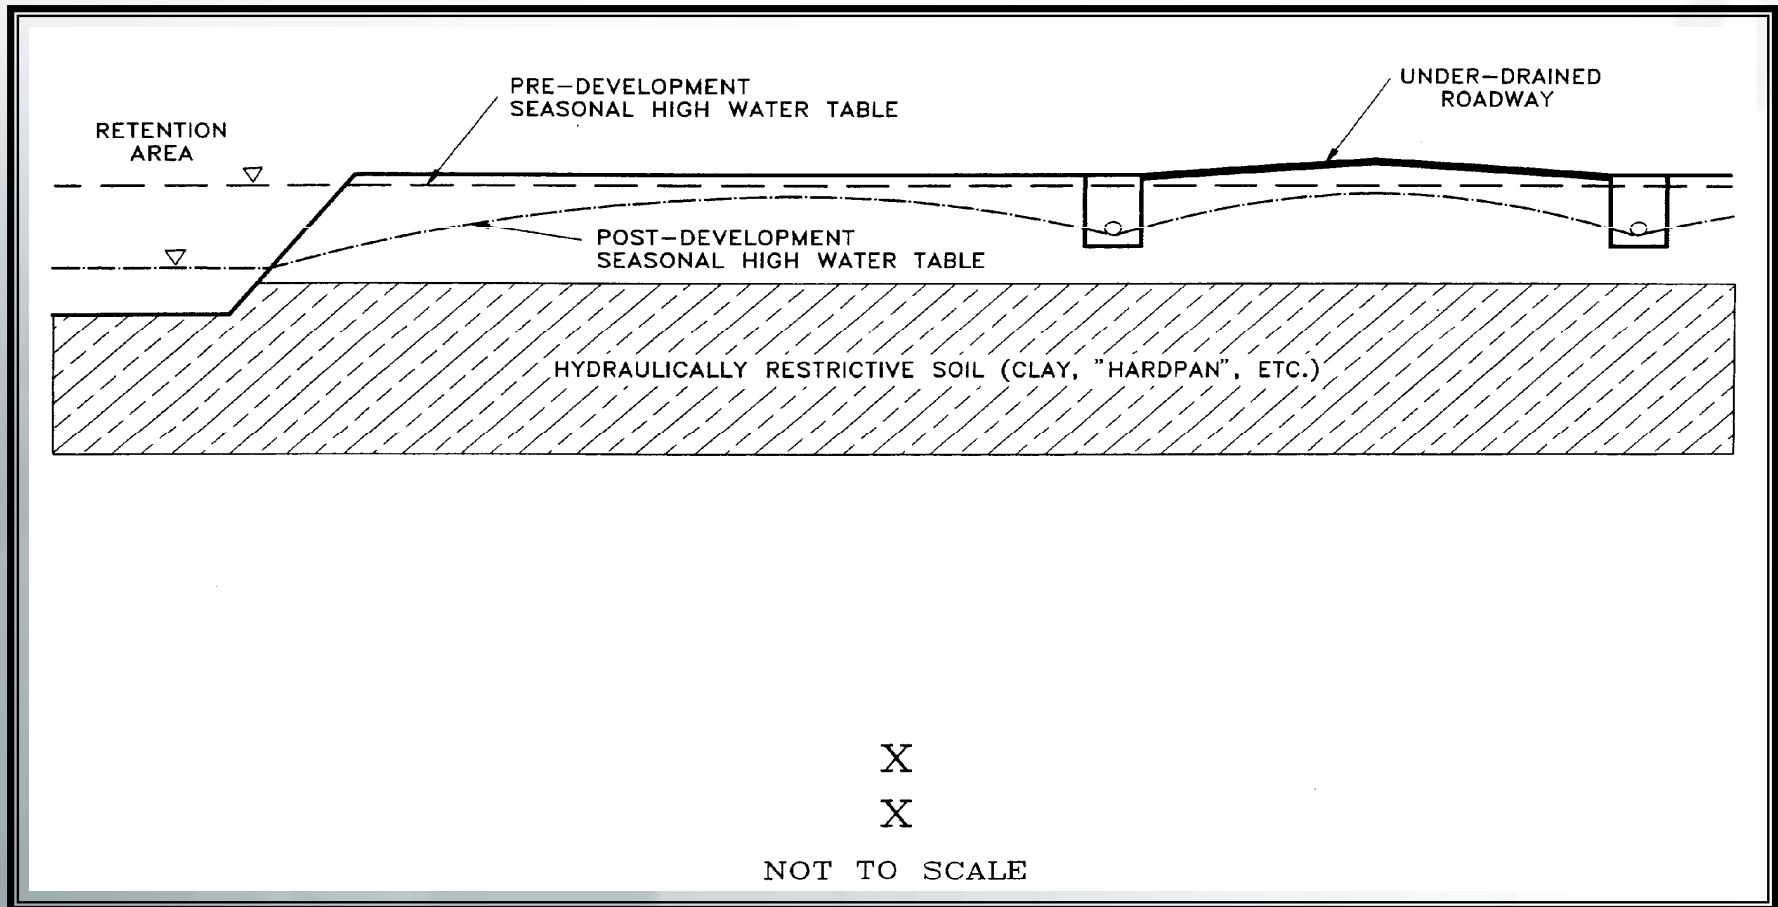 PRE-DEVELOPMENT
SEASONAL HIGH WATER TABLE
UNDER-DRAINED
ROADWAY
RETENTION
AREA
POST-DEVELOPMENT
SEASONAL HIGH WATER TABLE
HYDRAULICALLY RESTRICTIVE SOIL (CLAY, "HARDPAN", ETC.)
X
X
NOT TO SCALE